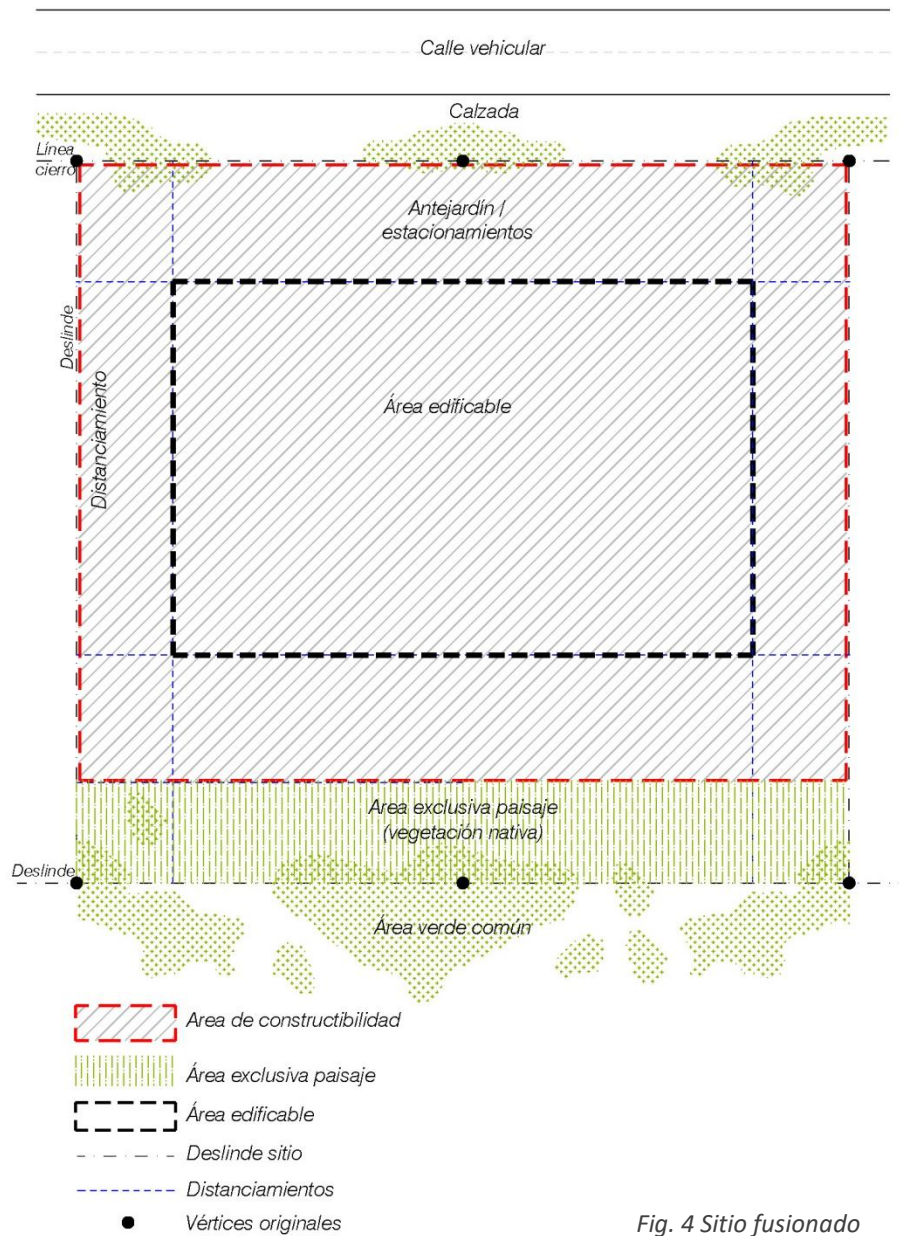 Calle vehicular
Calzada
Línea
cierro
Antejardín /
estacionamientos
Deslinde
Distanciamiento
Área edificable
Area exclusiva paisaje
(vegetación nativa)
Deslinde
Área verde común
Area de constructibilidad
Área exclusiva paisaje
Área edificable
Deslinde sitio
Distanciamientos
Vértices originales
Fig. 4 Sitio fusionado